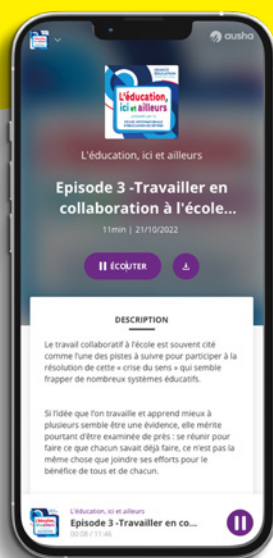 ausha
L'éducation,
ici et ailleurs
L'éducation, ici et ailleurs
Episode 3 -Travailler en
collaboration à l'école...
11min | 21/10/2022
ÉCOUTER
DESCRIPTION
Le travail collaboratif à l'école est souvent cité
comme l'une des pistes à suivre pour participer à la
résolution de cette « crise du sens » qui semble
frapper de nombreux systèmes éducatifs.
Si l'idée que l'on travaille et apprend mieux à
plusieurs semble être une évidence, elle mérite
pourtant d'être examinée de près : se réunir pour
faire ce que chacun savait déjà faire, ce n'est pas la
même chose que joindre ses efforts pour le
bénéfice de tous et de chacun.
L'éducation, ici et ailleurs
Episode 3 -Travailler en co...
00:08 / 11:46